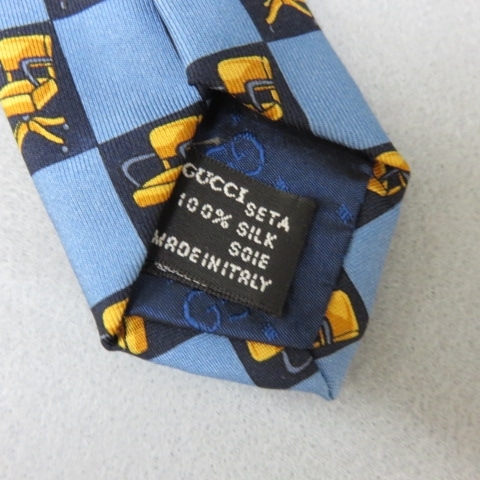 GUCCI
SETA
100% SILK
SOIE
MADE IN ITALY